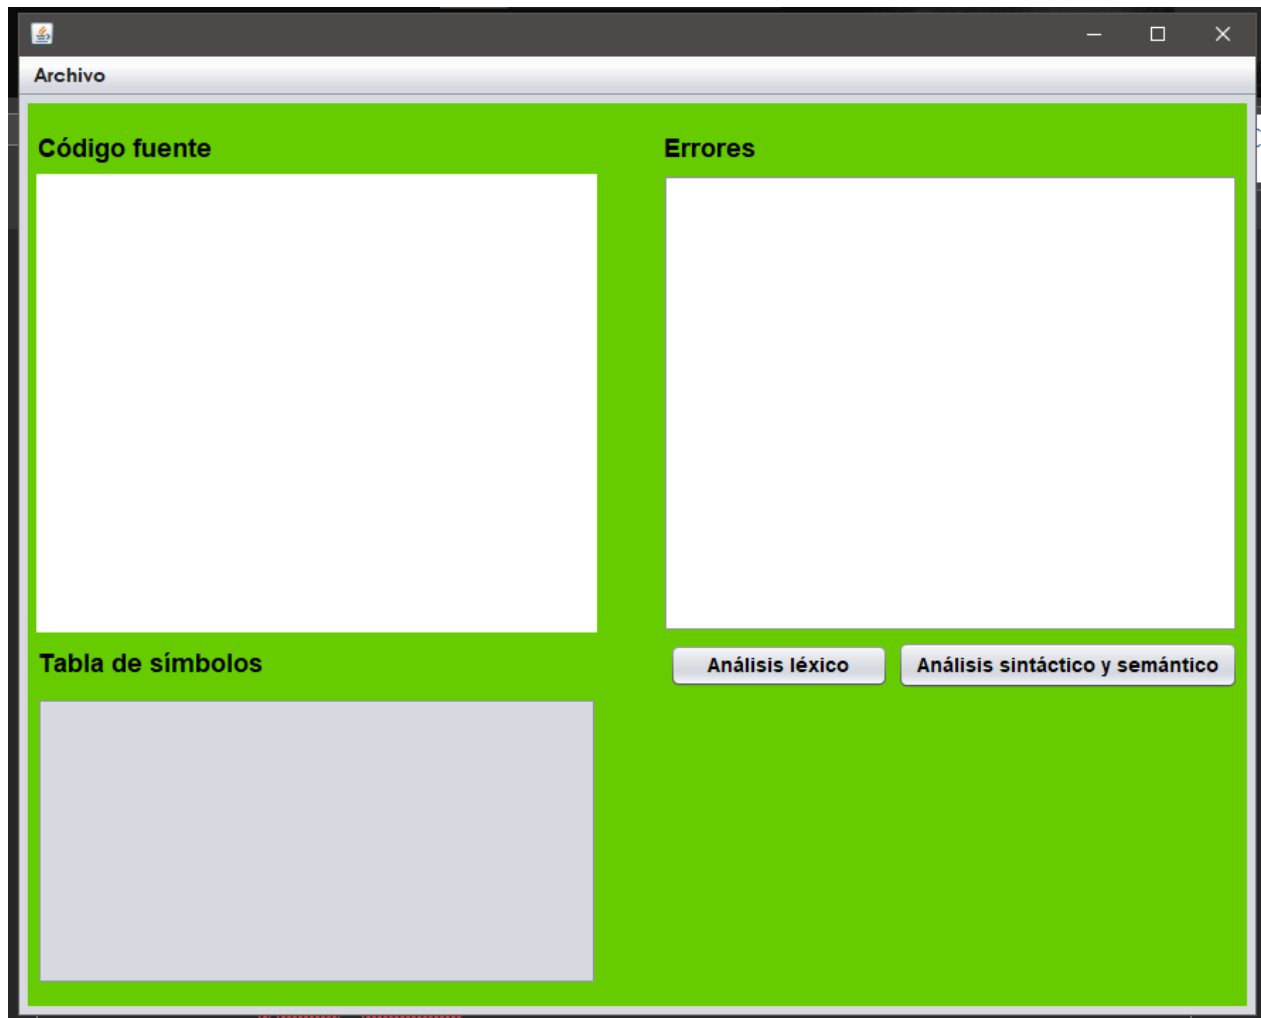 Archivo
Código fuente
Errores
Tabla de símbolos
Análisis léxico
Análisis sintáctico y semántico